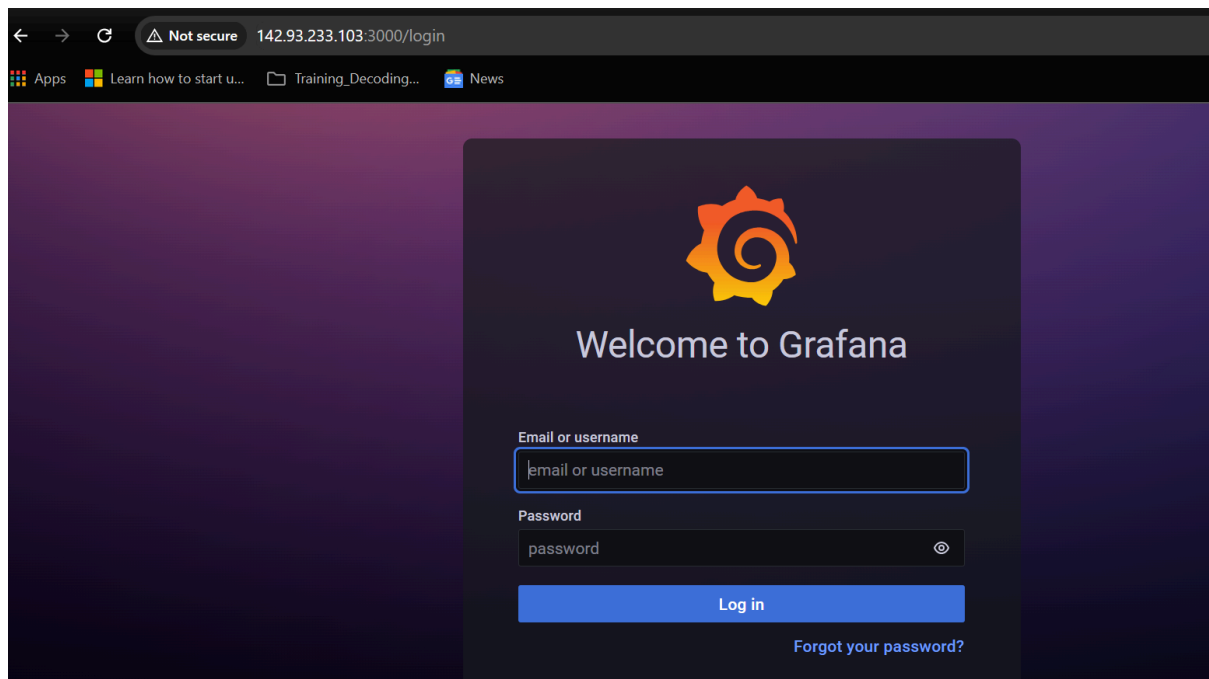 Not secure 142.93.233.103:3000/login
Apps Learn how to start u... Training_Decoding... News
Welcome to Grafana
Email or username
email or username
Password
password
Log in
Forgot your password?